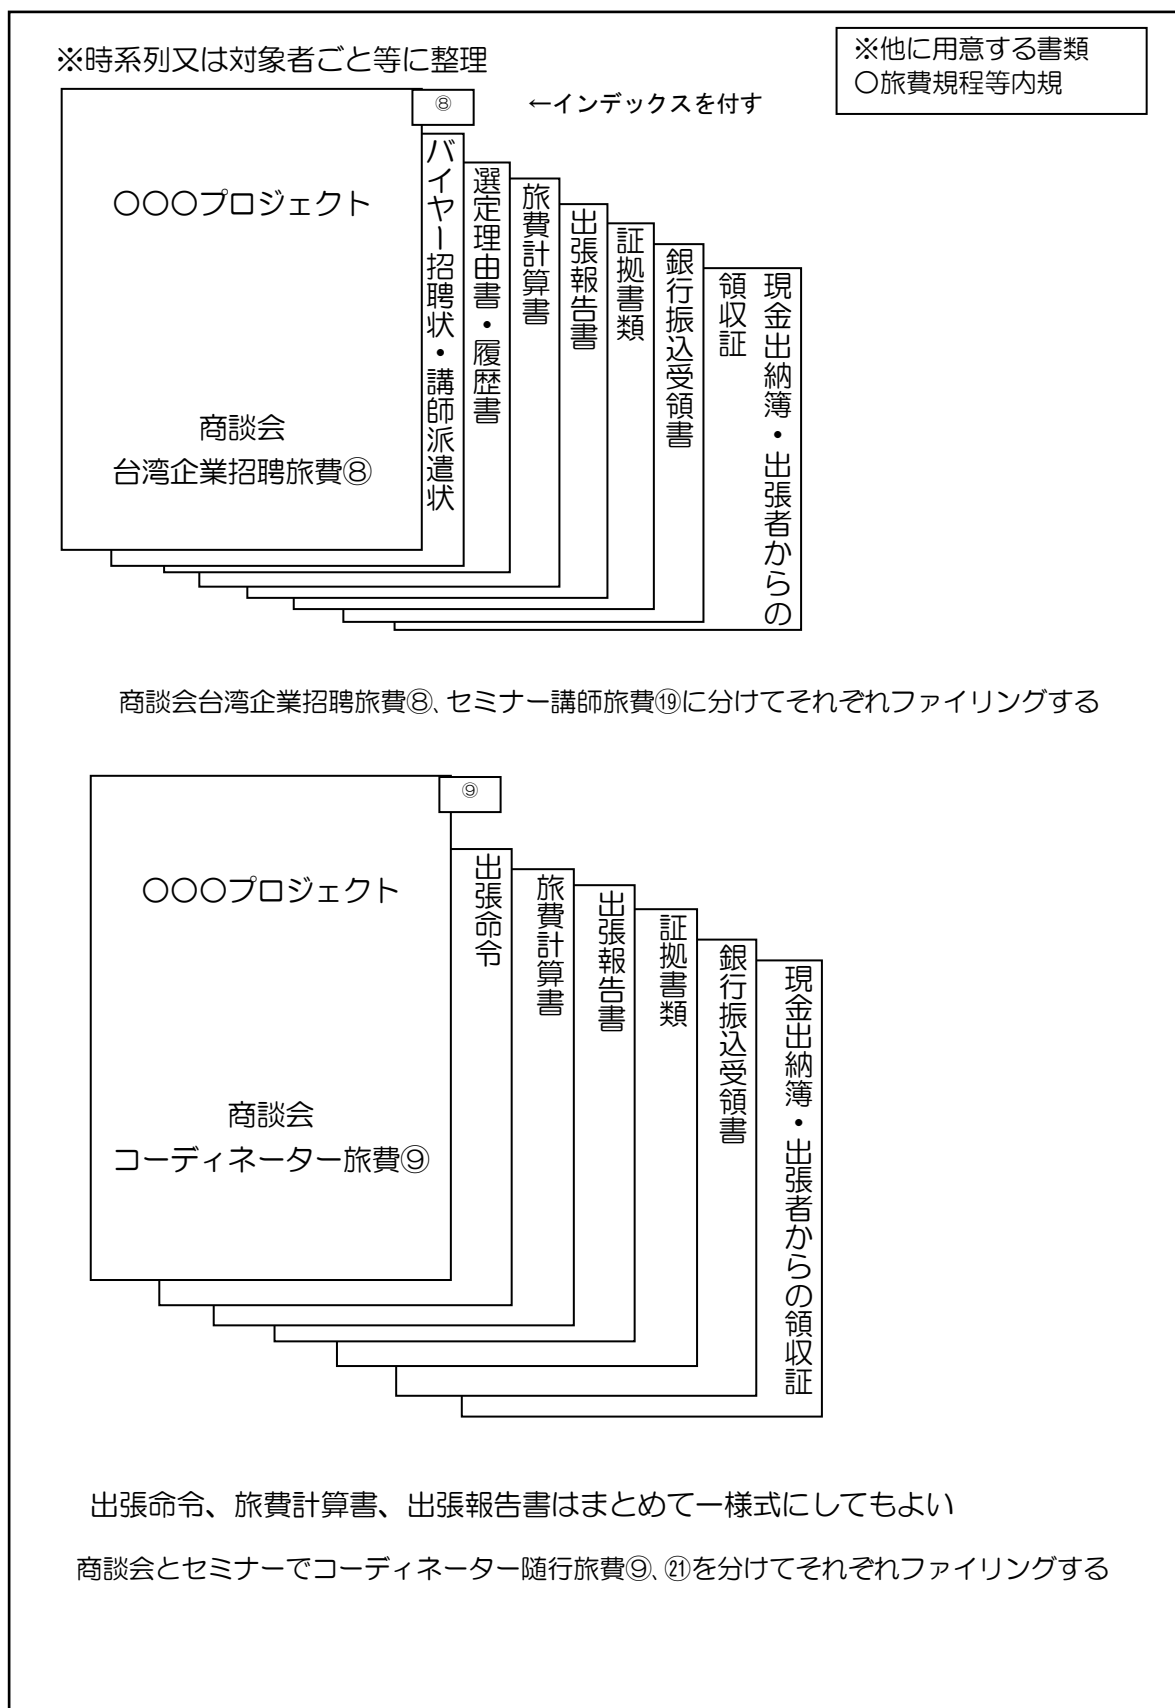 ※時系列又は対象者ごと等に整理
※他に用意する書類
〇旅費規程等内規
⑧
←インデックスを付す
〇〇〇プロジェクト
商談会
台湾企業招聘旅費⑧
バイヤー招聘状・講師派遣状
選定理由書・履歴書
旅費計算書
出張報告書
証拠書類
銀行振込受領書
現金出納簿・出張者からの
領収証
商談会台湾企業招聘旅費⑧、セミナー講師旅費⑲に分けてそれぞれファイリングする
⑨
〇〇〇プロジェクト
商談会
コーディネーター旅費⑨
出張命令
旅費計算書
出張報告書
証拠書類
銀行振込受領書
現金出納簿・出張者からの領収証
出張命令、旅費計算書、出張報告書はまとめて一様式にしてもよい
商談会とセミナーでコーディネーター随行旅費⑨、㉑を分けてそれぞれファイリングする